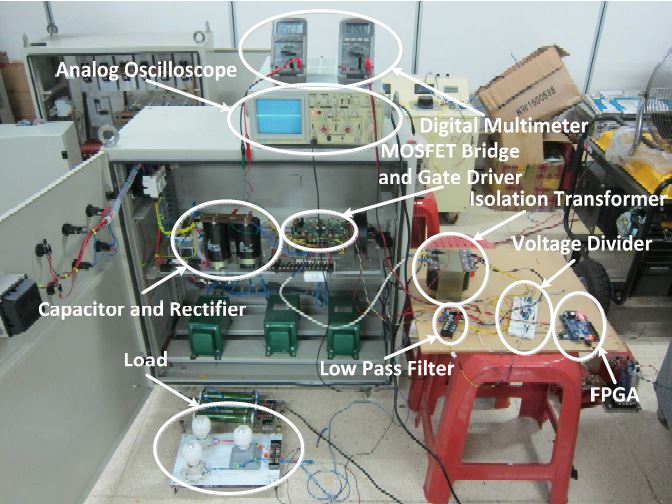 Analog Oscilloscope
Digital Multimeter
MOSFET Bridge
and Gate Driver
Isolation Transformer
Voltage Divider
Capacitor and Rectifier
Load
Low Pass Filter
FPGA
KW1500535